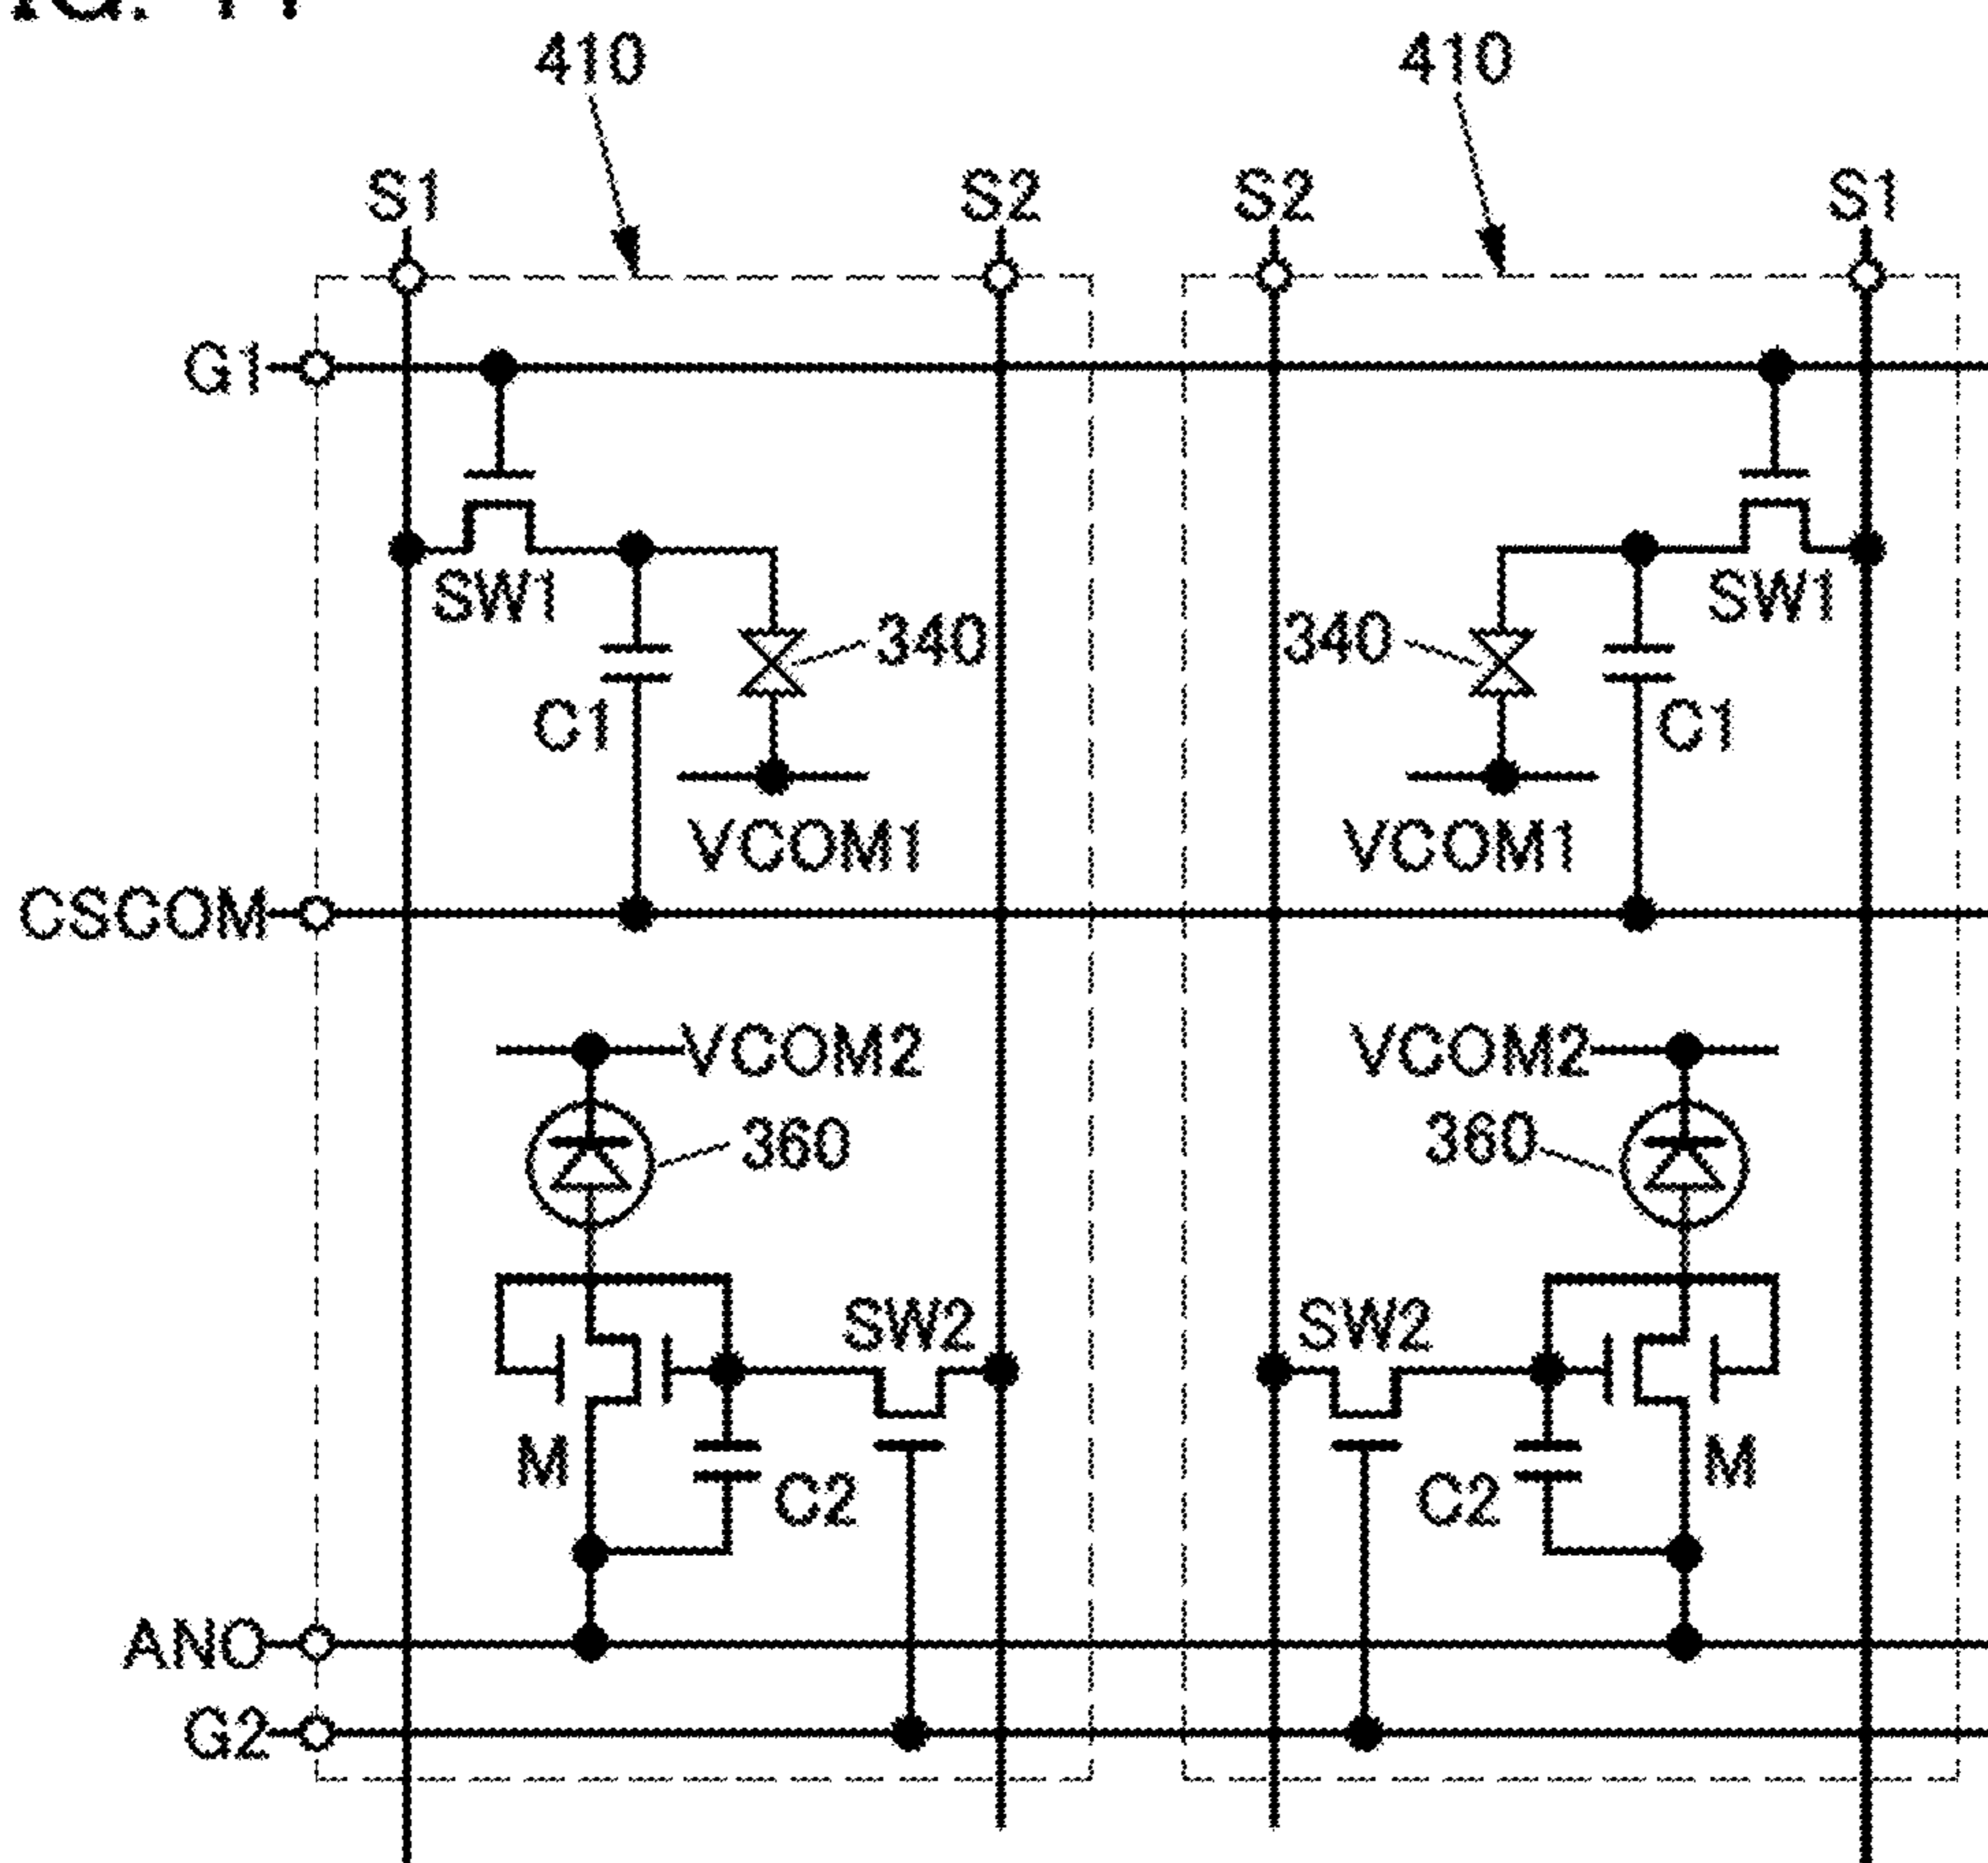 410 410
S1 S2 S2 S1
G1
SW1 SW1
340 340
C1 C1
VCOM1 VCOM1
CSCOM
VCOM2 VCOM2
360 360
SW2 SW2
M M
C2 C2
ANO
G2